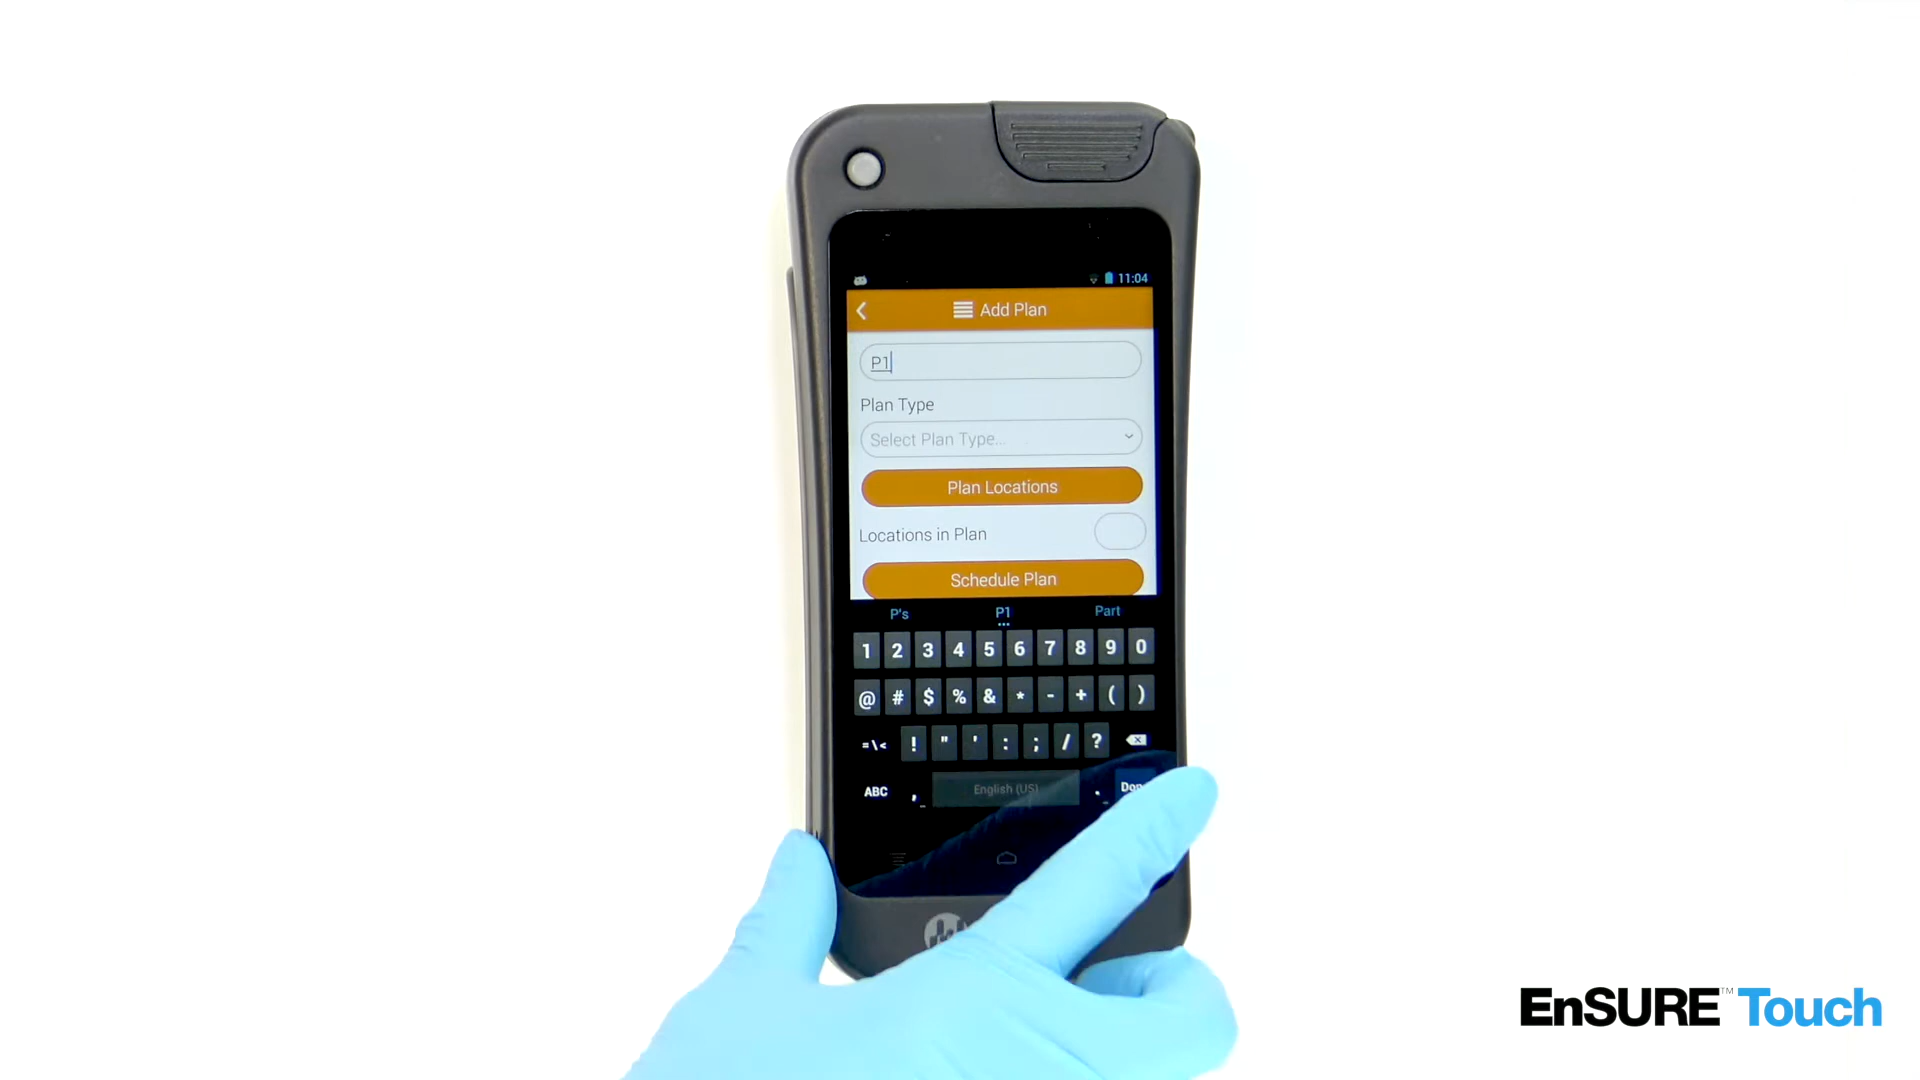 11:04
Add Plan
P1
Plan Type
Select Plan Type...
Plan Locations
Locations in Plan
Schedule Plan
P's P1 Part
1 2 3 4 5 6 7 8 9 0
@ # $ % & * - + ( )
=\< ! " ' : ; / ?
ABC , English (US) .
EnSURE™ Touch